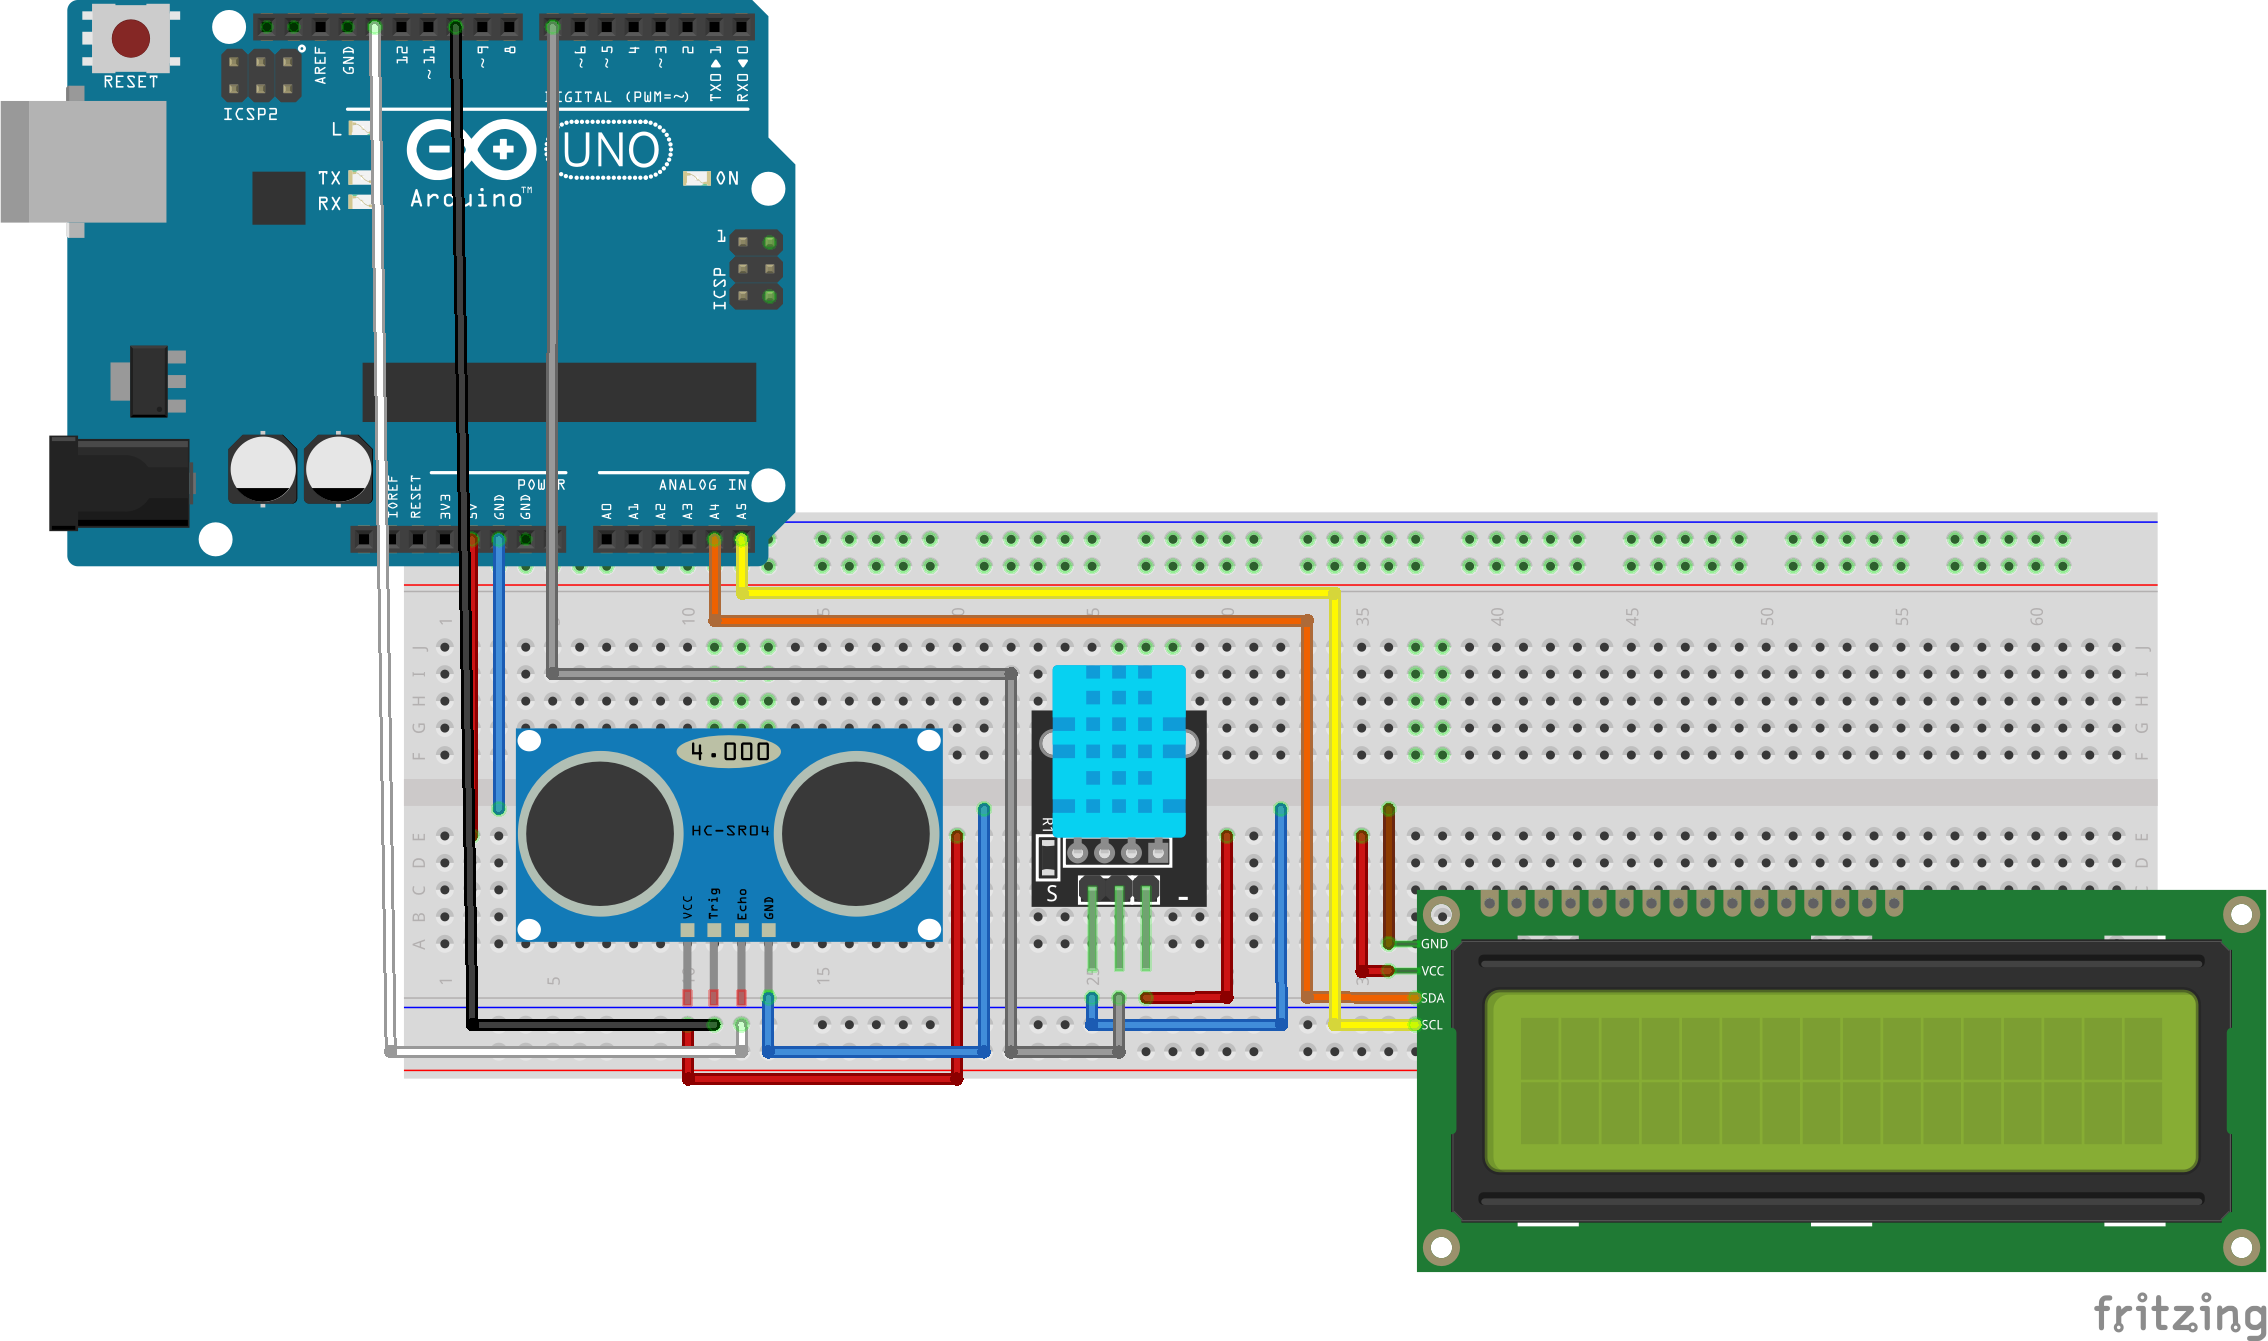 RESET
ICSP2
AREF
GND
12
~11
~9
8
~6
~5
4
~3
2
TX0▶1
RX0◀0
DIGITAL (PWM=~)
L
TX
RX
UNO
Arduino™
ON
1
ICSP
POWER
ANALOG IN
IOREF
RESET
3V3
5V
GND
GND
A0
A1
A2
A3
A4
A5
1
10
35
40
45
50
55
60
J
I
H
G
F
J
I
H
G
F
4.000
HC-SR04
VCC
Trig
Echo
GND
S
-
E
D
C
B
A
E
D
1
5
15
GND
VCC
SDA
SCL
fritzing